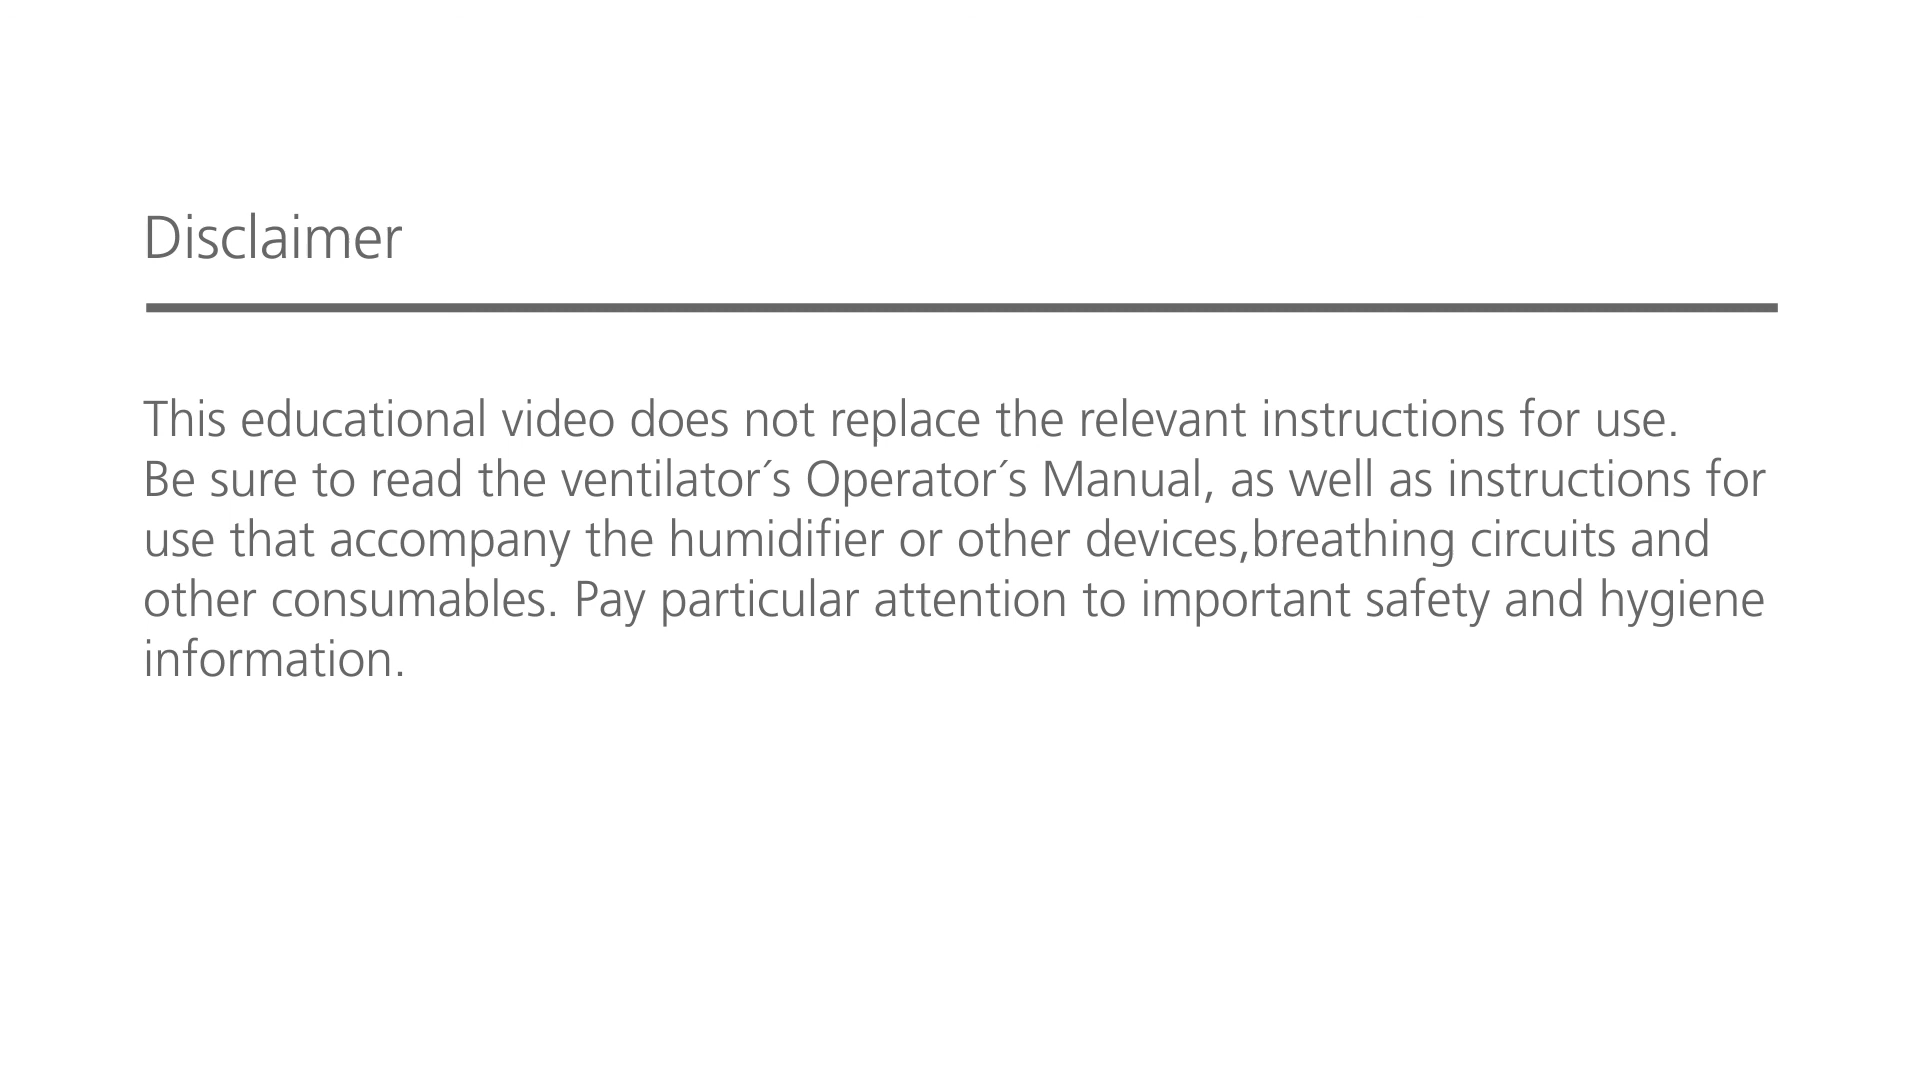 Disclaimer
This educational video does not replace the relevant instructions for use.
Be sure to read the ventilator´s Operator´s Manual, as well as instructions for
use that accompany the humidifier or other devices,breathing circuits and
other consumables. Pay particular attention to important safety and hygiene
information.